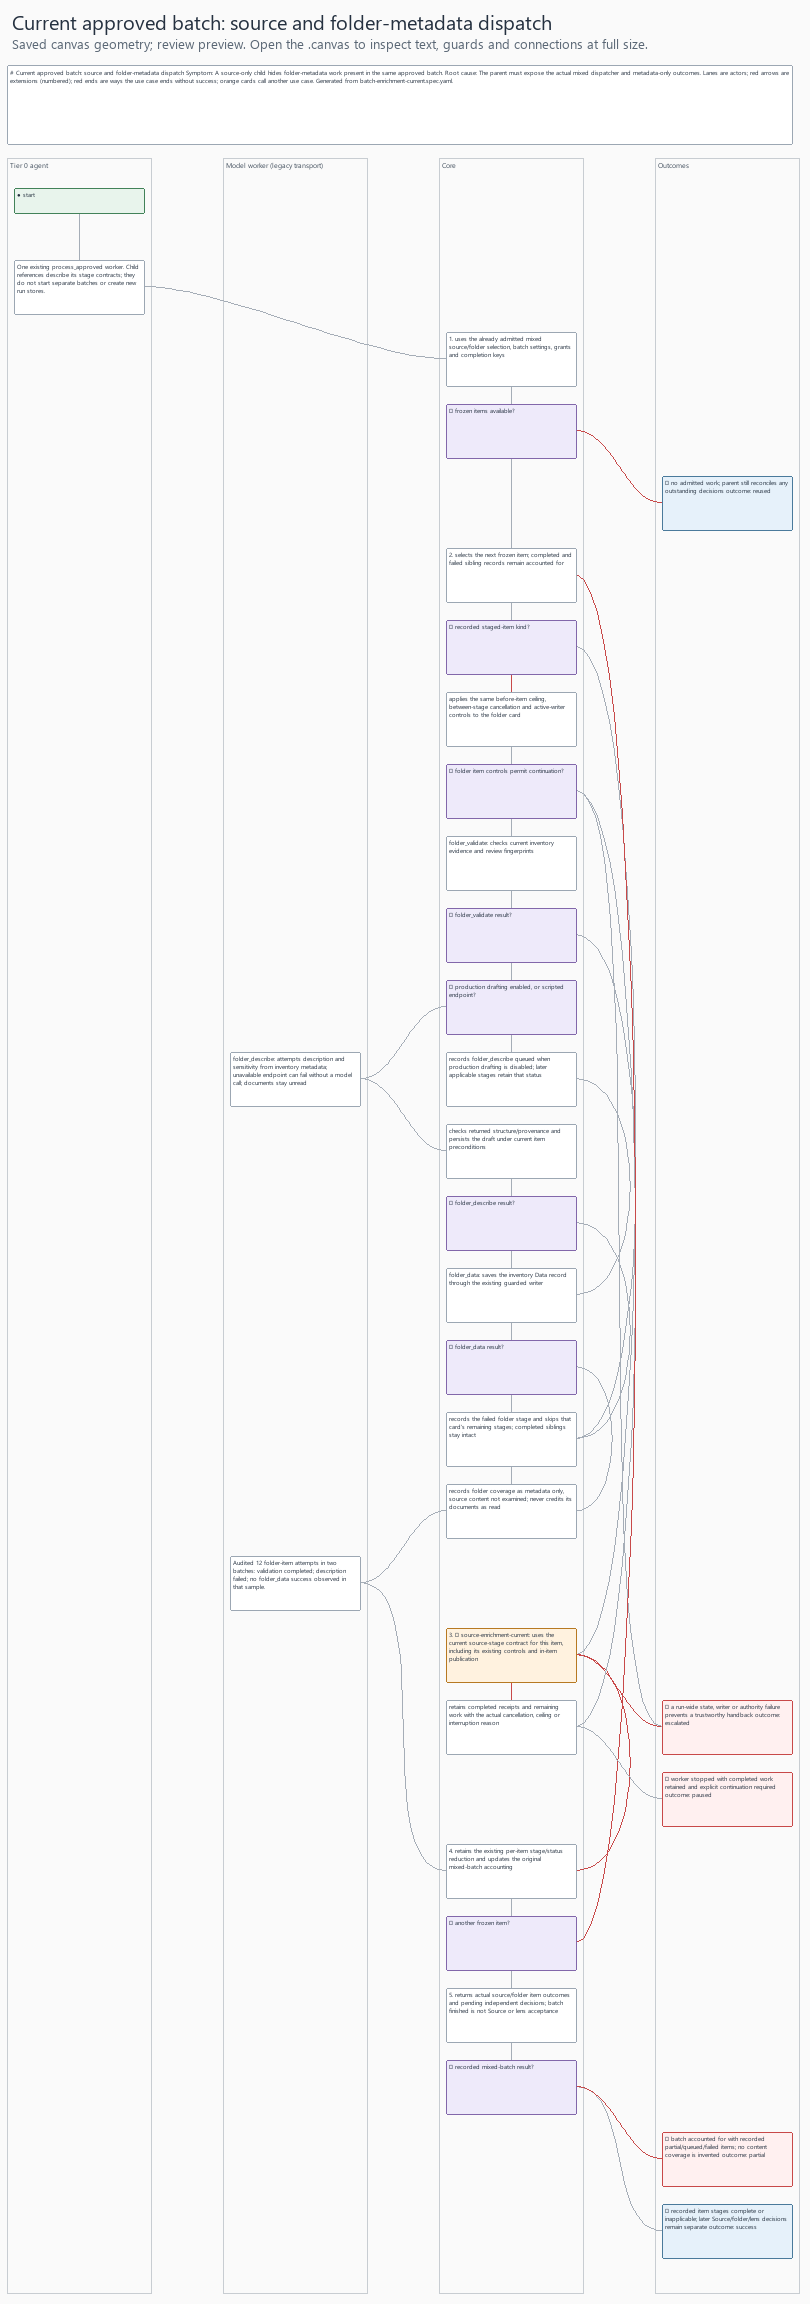 Current approved batch: source and folder-metadata dispatch
Saved canvas geometry; review preview. Open the .canvas to inspect text, guards and connections at full size.
# Current approved batch: source and folder-metadata dispatch Symptom: A source-only child hides folder-metadata work present in the same approved batch. Root cause: The parent must expose the actual mixed dispatcher and metadata-only outcomes. Lanes are actors; red arrows are
extensions (numbered); red ends are ways the use case ends without success; orange cards call another use case. Generated from batch-enrichment-current.spec.yaml.
Tier 0 agent
Model worker (legacy transport)
Core
Outcomes
● start
One existing process_approved worker. Child
references describe its stage contracts; they
do not start separate batches or create new
run stores.
1. uses the already admitted mixed
source/folder selection, batch settings, grants
and completion keys
frozen items available?
no admitted work; parent still reconciles any
outstanding decisions outcome: reused
2. selects the next frozen item; completed and
failed sibling records remain accounted for
recorded staged-item kind?
applies the same before-item ceiling,
between-stage cancellation and active-writer
controls to the folder card
folder item controls permit continuation?
folder_validate: checks current inventory
evidence and review fingerprints
folder_validate result?
production drafting enabled, or scripted
endpoint?
folder_describe: attempts description and
sensitivity from inventory metadata;
unavailable endpoint can fail without a model
call; documents stay unread
records folder_describe queued when
production drafting is disabled; later
applicable stages retain that status
checks returned structure/provenance and
persists the draft under current item
preconditions
folder_describe result?
folder_data: saves the inventory Data record
through the existing guarded writer
folder_data result?
records the failed folder stage and skips that
card's remaining stages; completed siblings
stay intact
records folder coverage as metadata only,
source content not examined; never credits its
documents as read
Audited 12 folder-item attempts in two
batches: validation completed; description
failed; no folder_data success observed in
that sample.
3. source-enrichment-current: uses the
current source-stage contract for this item,
including its existing controls and in-item
publication
retains completed receipts and remaining
work with the actual cancellation, ceiling or
interruption reason
a run-wide state, writer or authority failure
prevents a trustworthy handback outcome:
escalated
worker stopped with completed work
retained and explicit continuation required
outcome: paused
4. retains the existing per-item stage/status
reduction and updates the original
mixed-batch accounting
another frozen item?
5. returns actual source/folder item outcomes
and pending independent decisions; batch
finished is not Source or lens acceptance
recorded mixed-batch result?
batch accounted for with recorded
partial/queued/failed items; no content
coverage is invented outcome: partial
recorded item stages complete or
inapplicable; later Source/folder/lens decisions
remain separate outcome: success